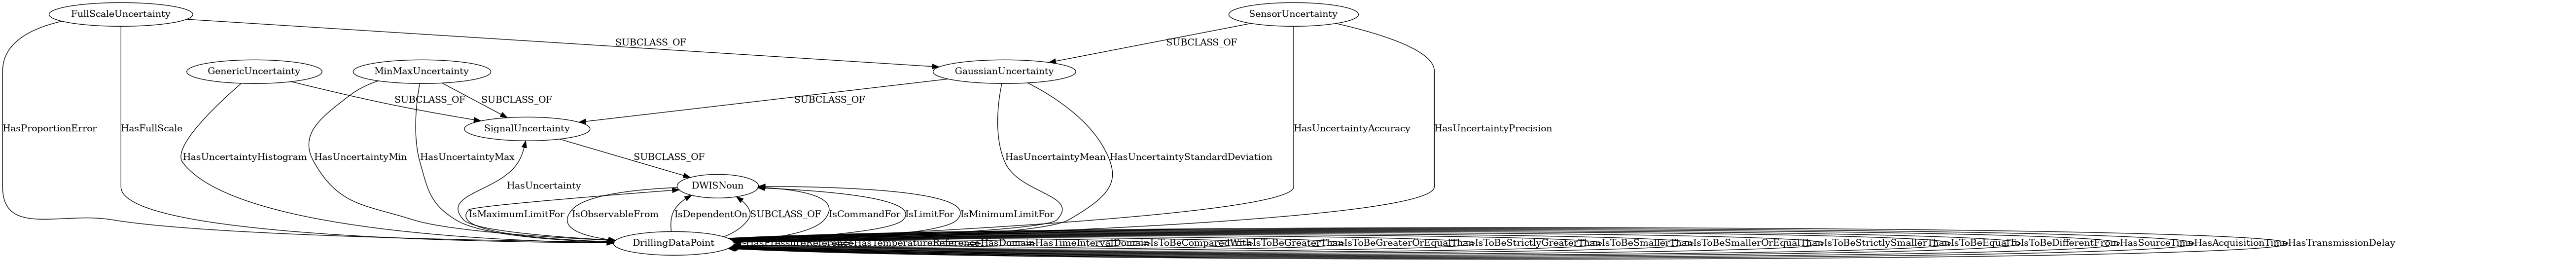 FullScaleUncertainty
SensorUncertainty
SUBCLASS_OF
SUBCLASS_OF
GenericUncertainty
MinMaxUncertainty
GaussianUncertainty
SUBCLASS_OF
SUBCLASS_OF
SUBCLASS_OF
HasProportionError
HasFullScale
SignalUncertainty
HasUncertaintyAccuracy
HasUncertaintyPrecision
HasUncertaintyHistogram
HasUncertaintyMin
HasUncertaintyMax
SUBCLASS_OF
HasUncertaintyMean
HasUncertaintyStandardDeviation
HasUncertainty
DWISNoun
IsMaximumLimitFor
IsObservableFrom
IsDependentOn
SUBCLASS_OF
IsCommandFor
IsLimitFor
IsMinimumLimitFor
DrillingDataPoint
HasPressureReference
HasTemperatureReference
HasDomain
HasTimeIntervalDomain
IsToBeComparedWith
IsToBeGreaterThan
IsToBeGreaterOrEqualThan
IsToBeStrictlyGreaterThan
IsToBeSmallerThan
IsToBeSmallerOrEqualThan
IsToBeStrictlySmallerThan
IsToBeEqualTo
IsToBeDifferentFrom
HasSourceTime
HasAcquisitionTime
HasTransmissionDelay